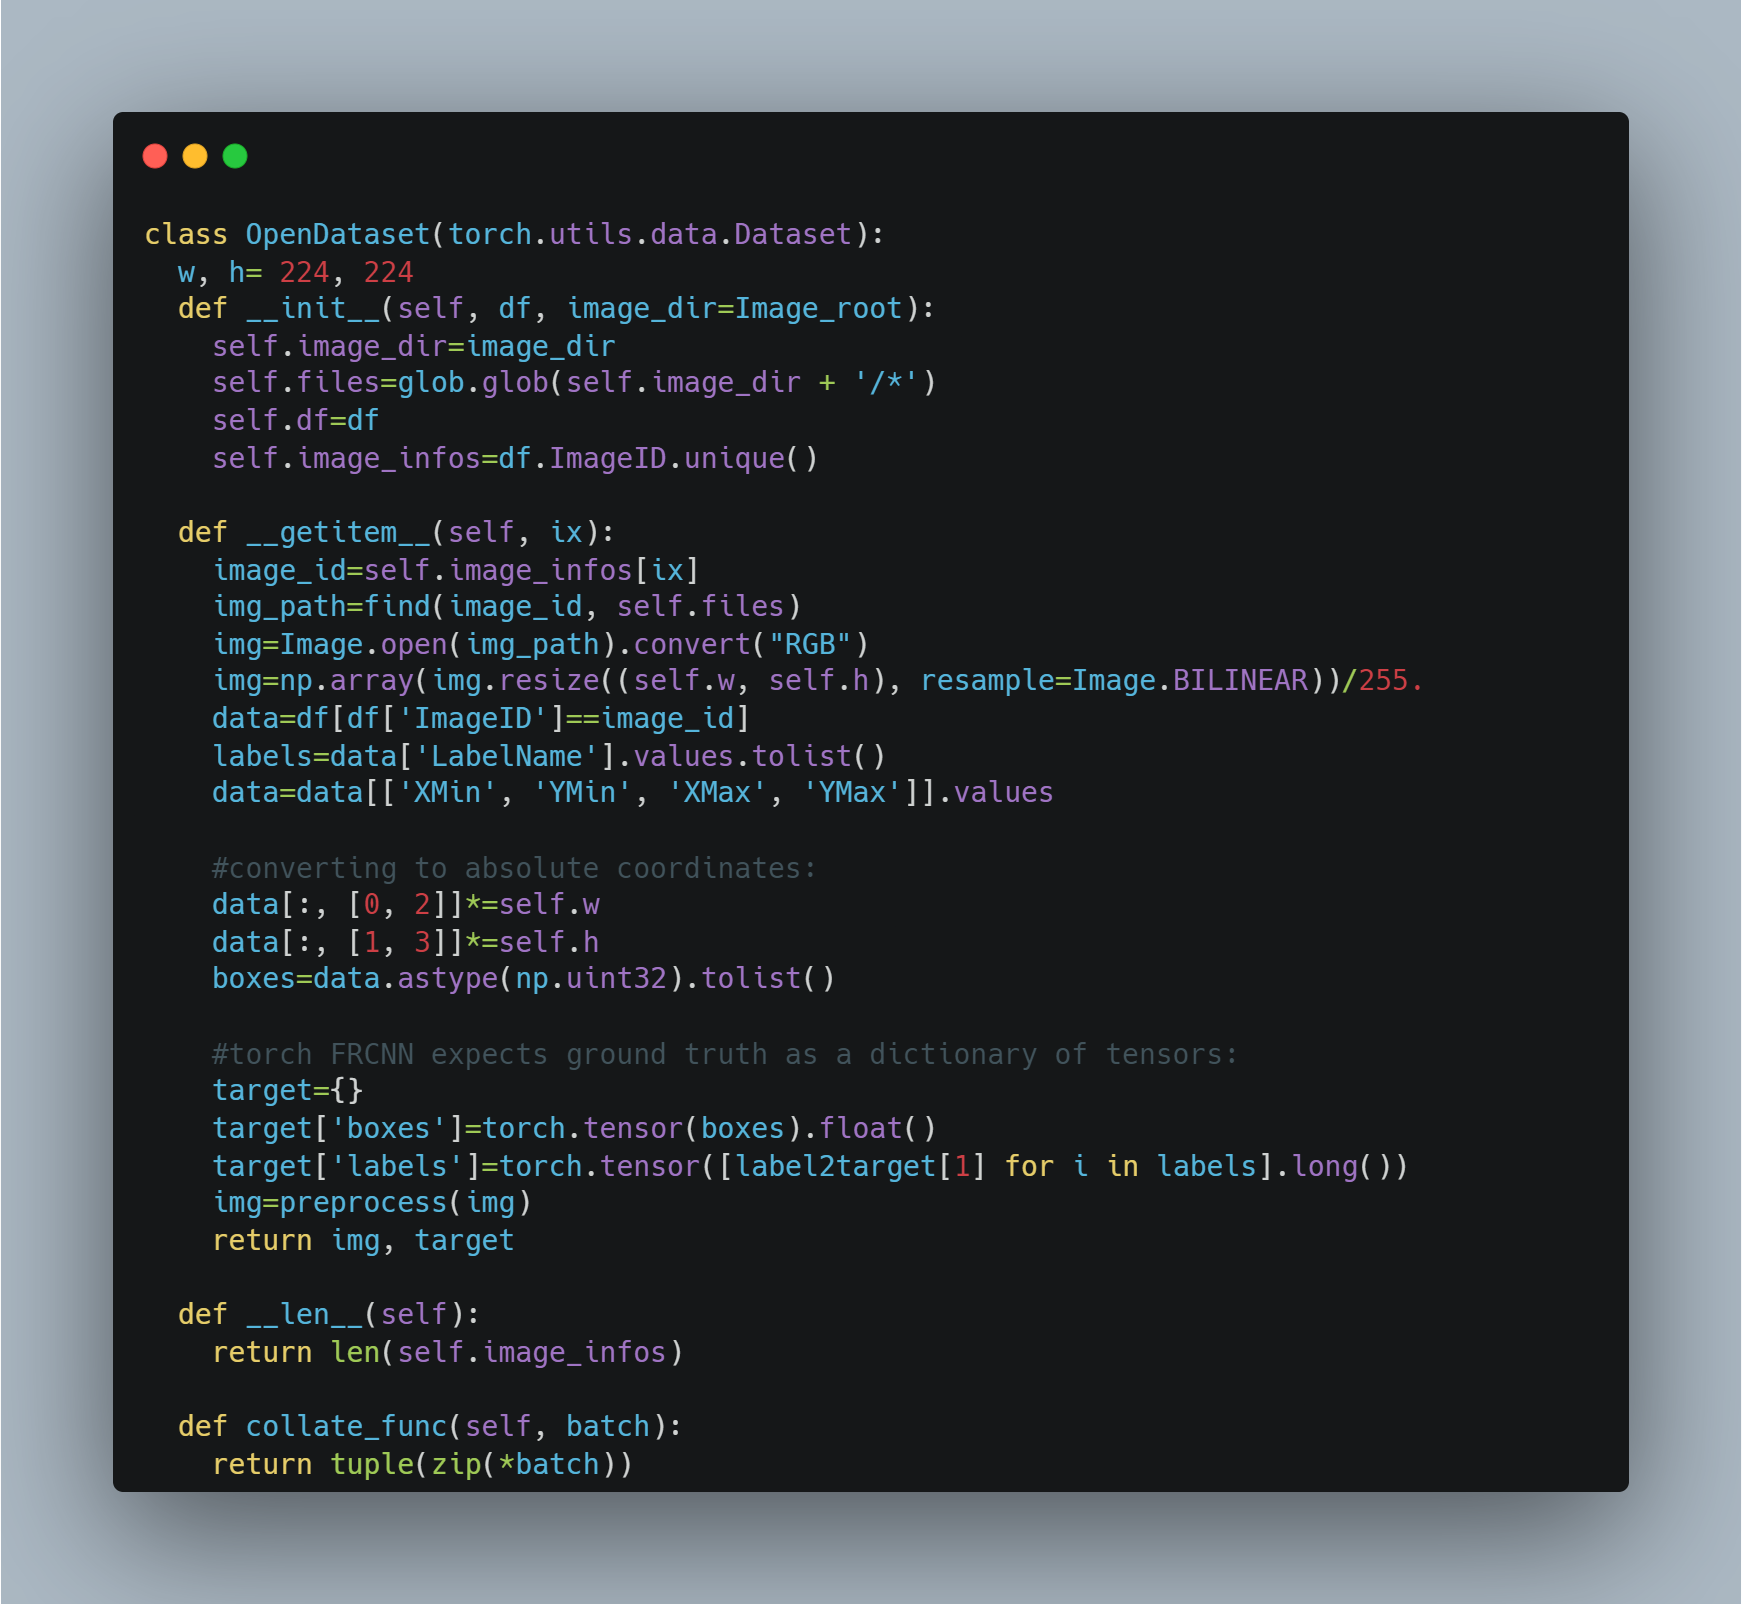 class OpenDataset(torch.utils.data.Dataset):
  w, h= 224, 224
  def __init__(self, df, image_dir=Image_root):
    self.image_dir=image_dir
    self.files=glob.glob(self.image_dir + '/*')
    self.df=df
    self.image_infos=df.ImageID.unique()

  def __getitem__(self, ix):
    image_id=self.image_infos[ix]
    img_path=find(image_id, self.files)
    img=Image.open(img_path).convert("RGB")
    img=np.array(img.resize((self.w, self.h), resample=Image.BILINEAR))/255.
    data=df[df['ImageID']==image_id]
    labels=data['LabelName'].values.tolist()
    data=data[['XMin', 'YMin', 'XMax', 'YMax']].values

    #converting to absolute coordinates:
    data[:, [0, 2]]*=self.w
    data[:, [1, 3]]*=self.h
    boxes=data.astype(np.uint32).tolist()

    #torch FRCNN expects ground truth as a dictionary of tensors:
    target={}
    target['boxes']=torch.tensor(boxes).float()
    target['labels']=torch.tensor([label2target[1] for i in labels].long())
    img=preprocess(img)
    return img, target

  def __len__(self):
    return len(self.image_infos)

  def collate_func(self, batch):
    return tuple(zip(*batch))